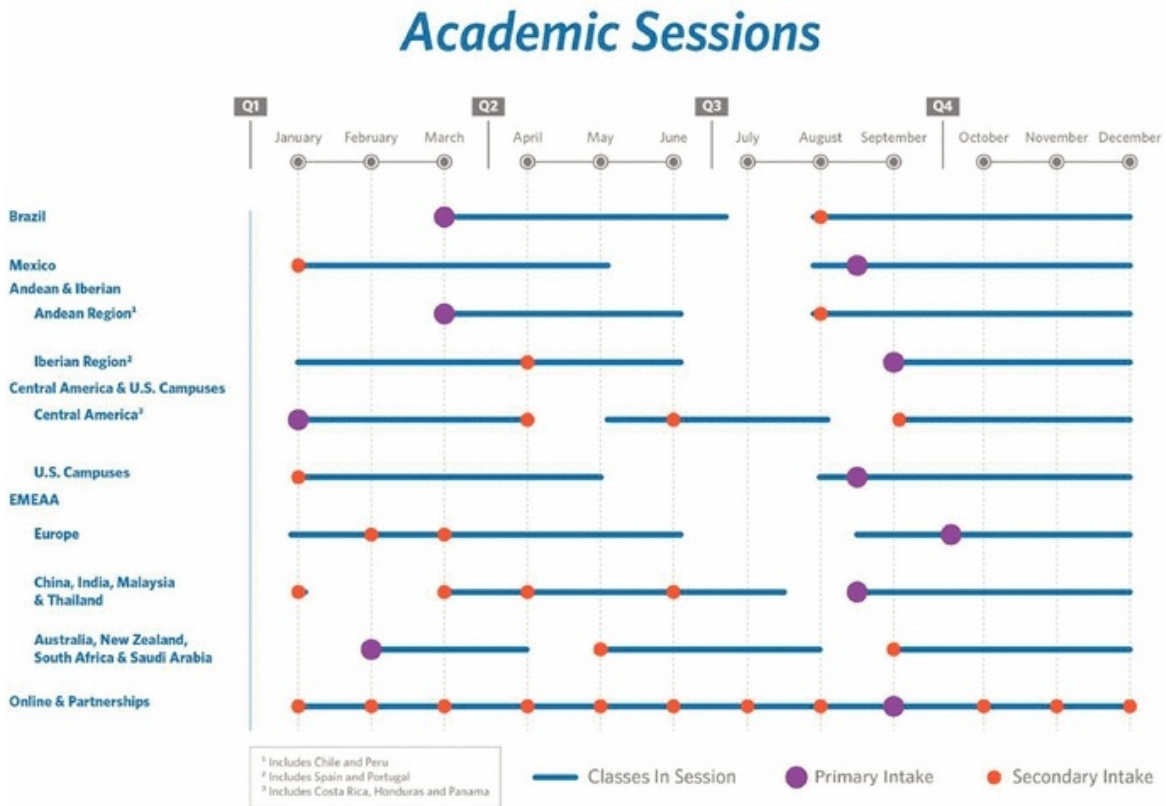 Academic Sessions
Q1
Q2
Q3
Q4
January
February
March
April
May
June
July
August
September
October
November
December
Brazil
Mexico
Andean & Iberian
Andean Region¹
Iberian Region²
Central America & U.S. Campuses
Central America³
U.S. Campuses
EMEAA
Europe
China, India, Malaysia
& Thailand
Australia, New Zealand,
South Africa & Saudi Arabia
Online & Partnerships
¹ Includes Chile and Peru
² Includes Spain and Portugal
³ Includes Costa Rica, Honduras and Panama
Classes In Session
Primary Intake
Secondary Intake